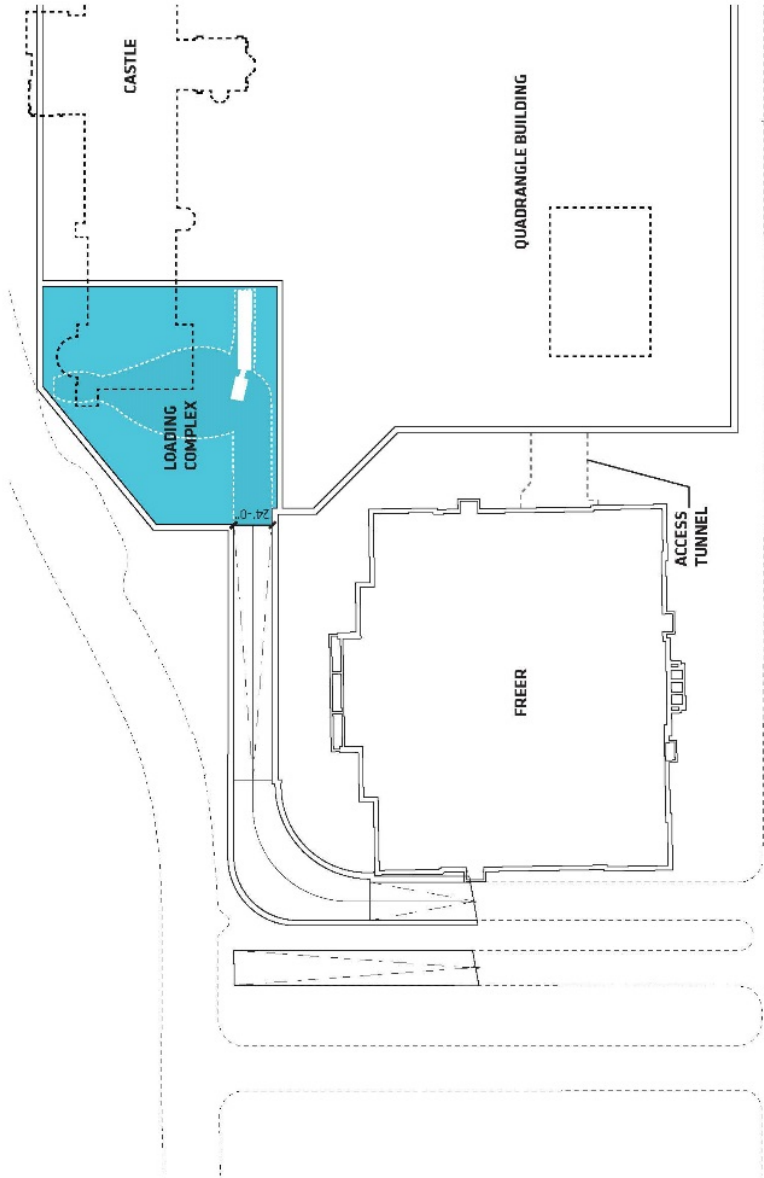 CASTLE
QUADRANGLE BUILDING
LOADING
COMPLEX
24'-0"
ACCESS
TUNNEL
FREER